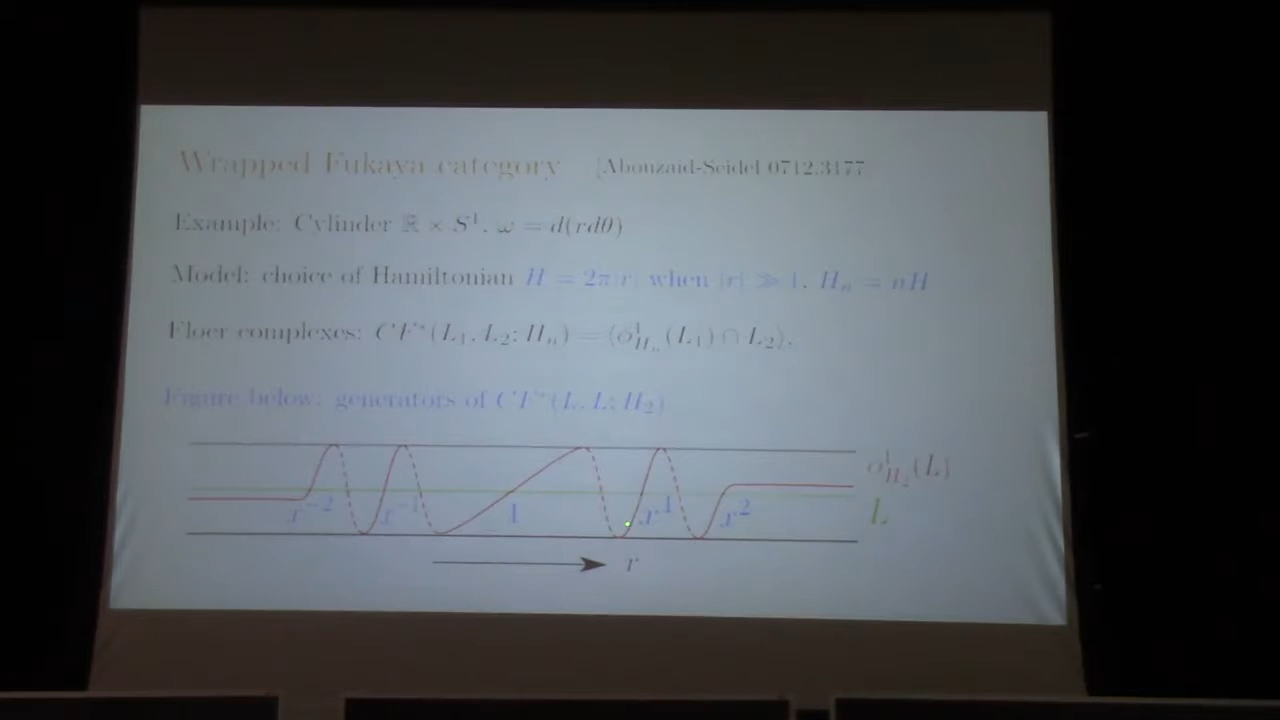 Wrapped Fukaya category [Abouzaid-Seidel 0712.3177
Example: Cylinder ℝ × S¹, ω = d(rdθ)
Model: choice of Hamiltonian H = 2π|r| when |r| ≫ 1. Hₙ = nH
Floer complexes: CF*(L₁, L₂; Hₙ) = ⟨ϕ¹_{Hₙ}(L₁) ∩ L₂⟩.
Figure below: generators of CF*(L, L; H₂)
ϕ¹_{H₂}(L)
x⁻² x⁻¹ 1 x¹ x² L
r